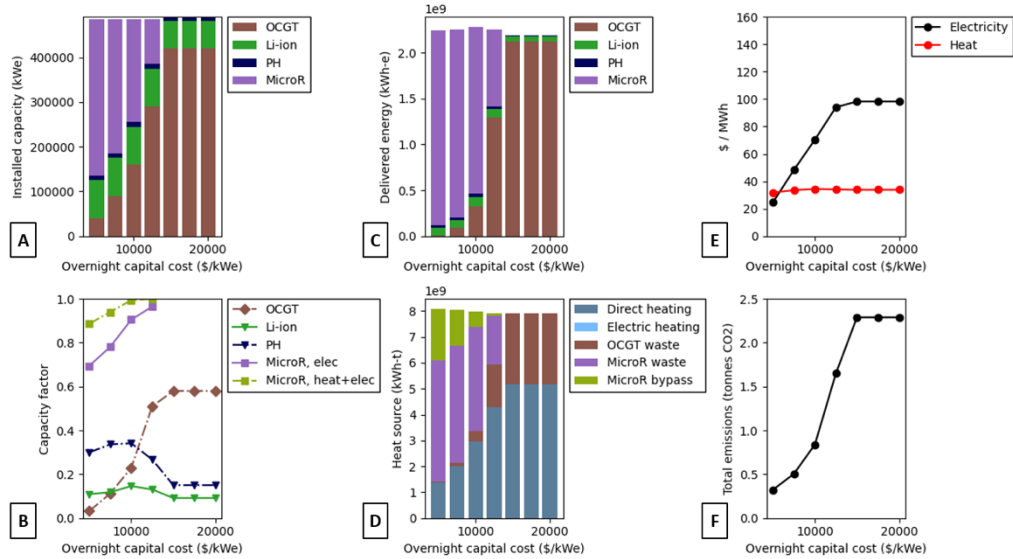 Installed capacity (kWe)
400000
300000
200000
100000
0
10000
20000
Overnight capital cost ($/kWe)
OCGT
Li-ion
PH
MicroR
A
1e9
Delivered energy (kWh-e)
2.0
1.5
1.0
0.5
0.0
10000
20000
Overnight capital cost ($/kWe)
OCGT
Li-ion
PH
MicroR
C
$ / MWh
160
140
120
100
80
60
40
20
0
10000
20000
Overnight capital cost ($/kWe)
Electricity
Heat
E
Capacity factor
1.0
0.8
0.6
0.4
0.2
0.0
10000
20000
Overnight capital cost ($/kWe)
OCGT
Li-ion
PH
MicroR, elec
MicroR, heat+elec
B
1e9
Heat source (kWh-t)
8
7
6
5
4
3
2
1
0
10000
20000
Overnight capital cost ($/kWe)
Direct heating
Electric heating
OCGT waste
MicroR waste
MicroR bypass
D
Total emissions (tonnes CO2)
2.5
2.0
1.5
1.0
0.5
0.0
10000
20000
Overnight capital cost ($/kWe)
F